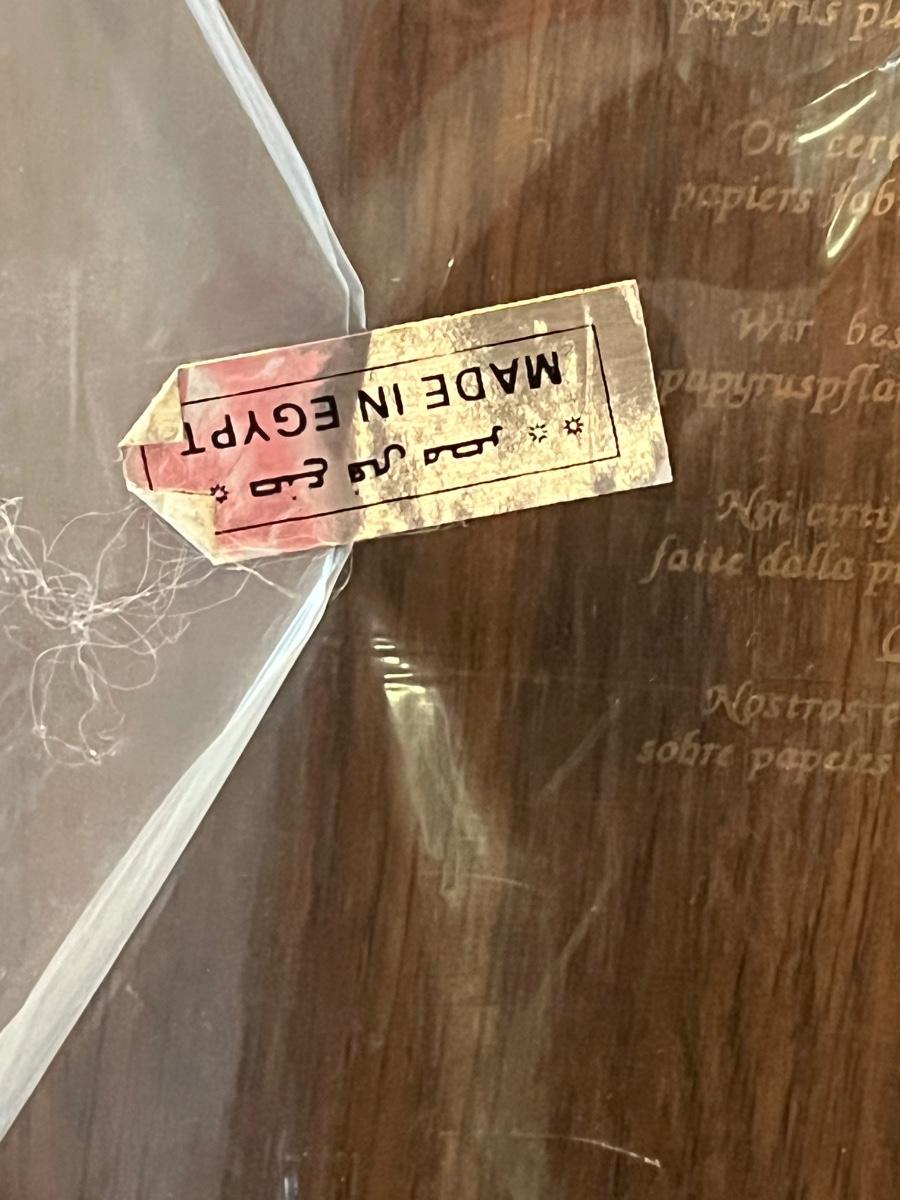 papyrus
On cert
papiers fab
Wir bes
papyruspfla
صنع في مصر
MADE IN EGYPT
Noi certif
fatte dalla p
Nostros c
sobre papeles